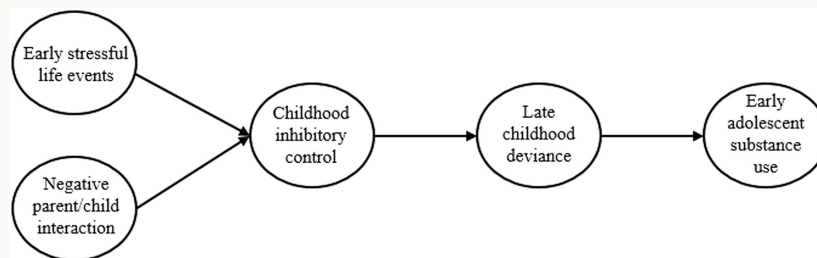 Early stressful
life events
Negative
parent/child
interaction
Childhood
inhibitory
control
Late
childhood
deviance
Early
adolescent
substance
use